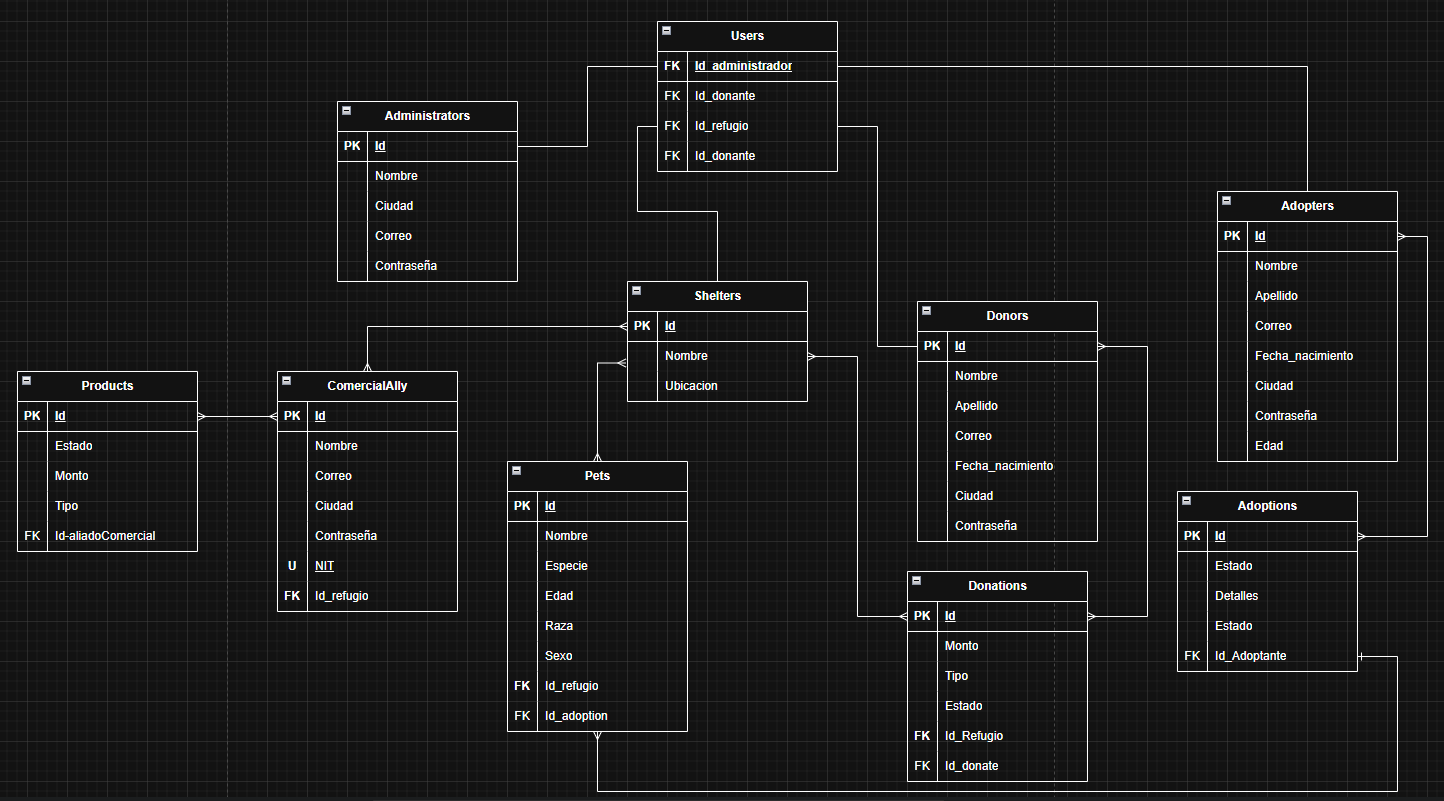 Users
FK Id_administrador
FK Id_donante
FK Id_refugio
FK Id_donante
Administrators
PK Id
Nombre
Ciudad
Correo
Contraseña
Adopters
PK Id
Nombre
Apellido
Correo
Fecha_nacimiento
Ciudad
Contraseña
Edad
Shelters
PK Id
Nombre
Ubicacion
Donors
PK Id
Nombre
Apellido
Correo
Fecha_nacimiento
Ciudad
Contraseña
Products
PK Id
Estado
Monto
Tipo
FK Id-aliadoComercial
ComercialAlly
PK Id
Nombre
Correo
Ciudad
Contraseña
U NIT
FK Id_refugio
Pets
PK Id
Nombre
Especie
Edad
Raza
Sexo
FK Id_refugio
FK Id_adoption
Adoptions
PK Id
Estado
Detalles
Estado
FK Id_Adoptante
Donations
PK Id
Monto
Tipo
Estado
FK Id_Refugio
FK Id_donate